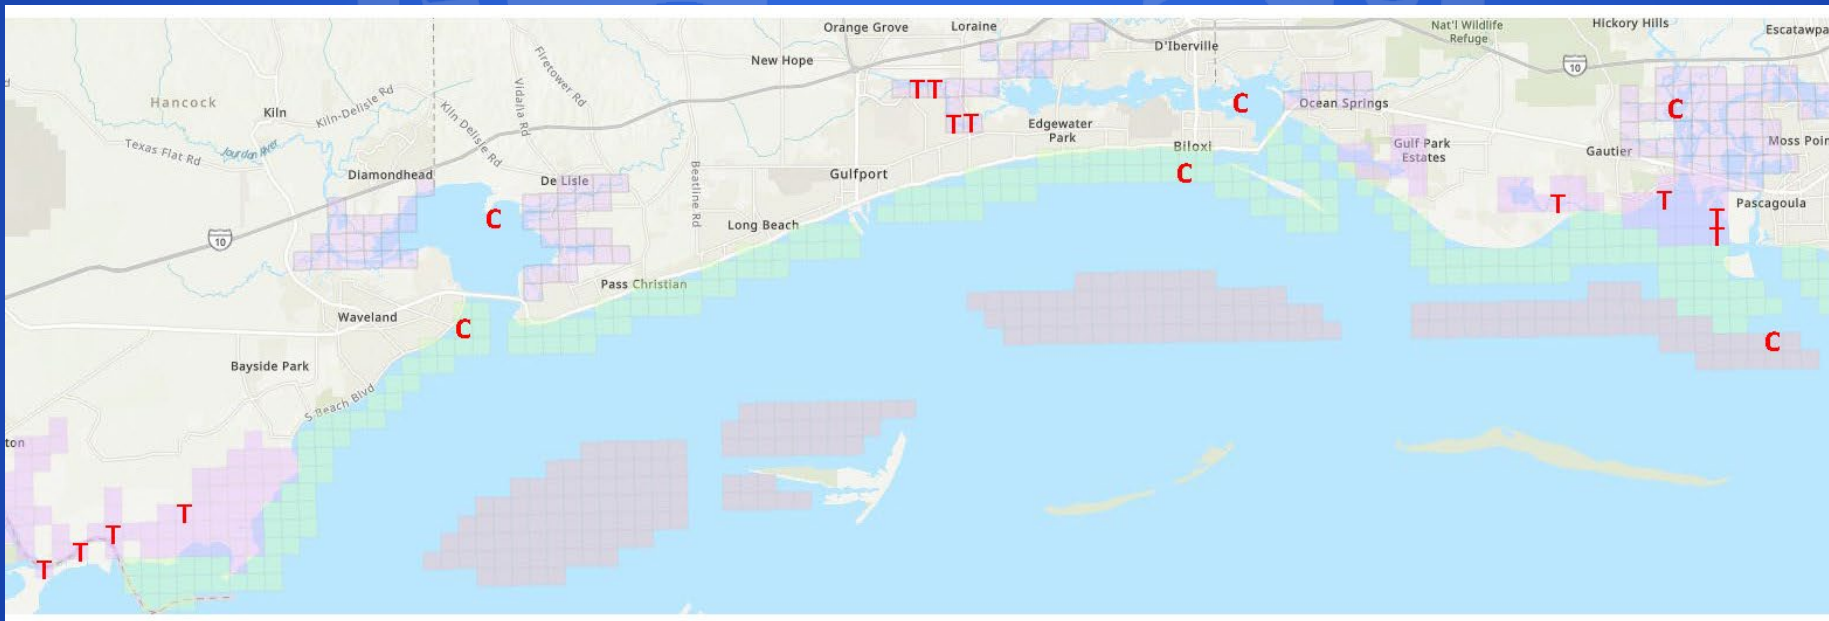 Orange Grove
Loraine
Nat'l Wildlife
Refuge
Hickory Hills
Escatawpa
D'Iberville
New Hope
10
Hancock
Kiln
Kiln-Delisle Rd
Firetower Rd
Vidalia Rd
Kiln Delisle Rd
TT
TT
C
Ocean Springs
C
Edgewater
Park
Texas Flat Rd
Jourdan River
Biloxi
Gulf Park
Estates
Gautier
Moss Poin
Diamondhead
De Lisle
Beatline Rd
Gulfport
C
T
T
Pascagoula
T
T
C
Long Beach
10
Pass Christian
Waveland
C
C
Bayside Park
S Beach Blvd
ton
T
T
T
T